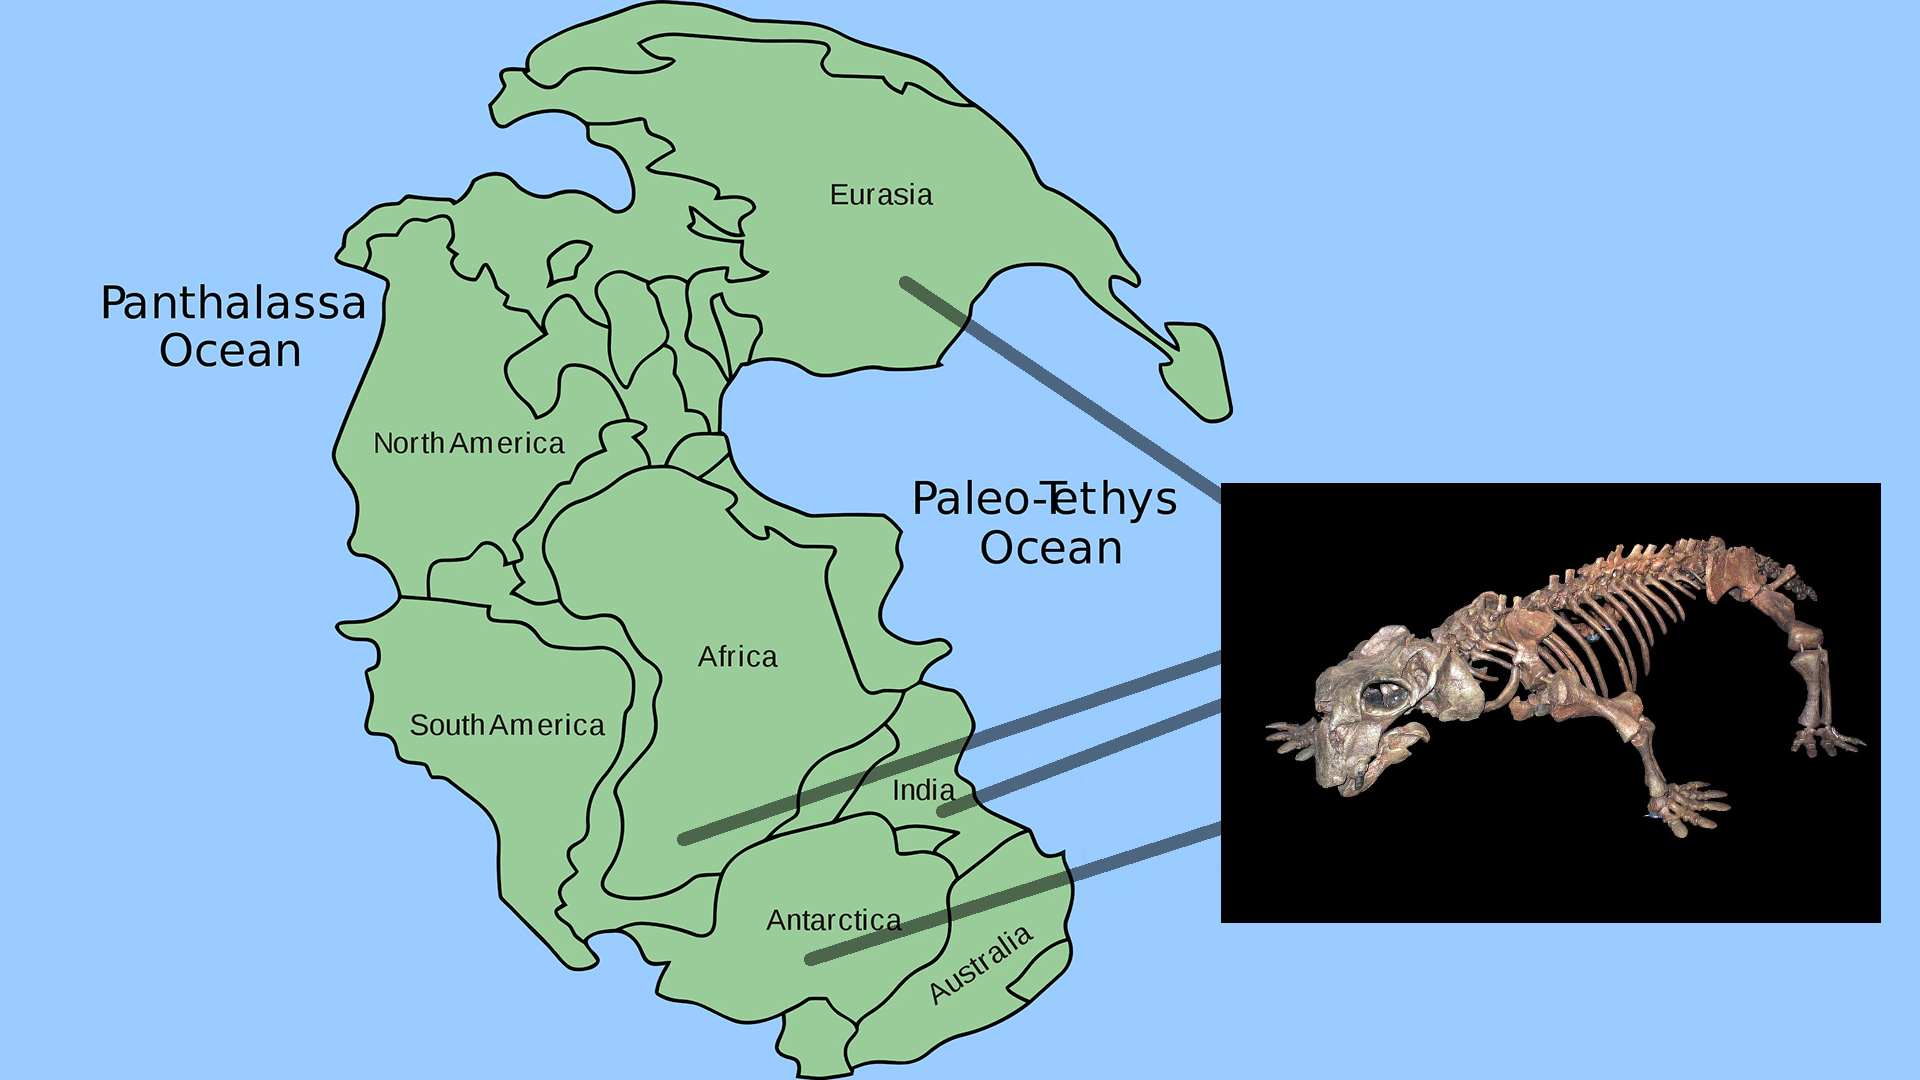 Eurasia
Panthalassa
Ocean
North America
Paleo-Tethys
Ocean
Africa
South America
India
Antarctica
Australia